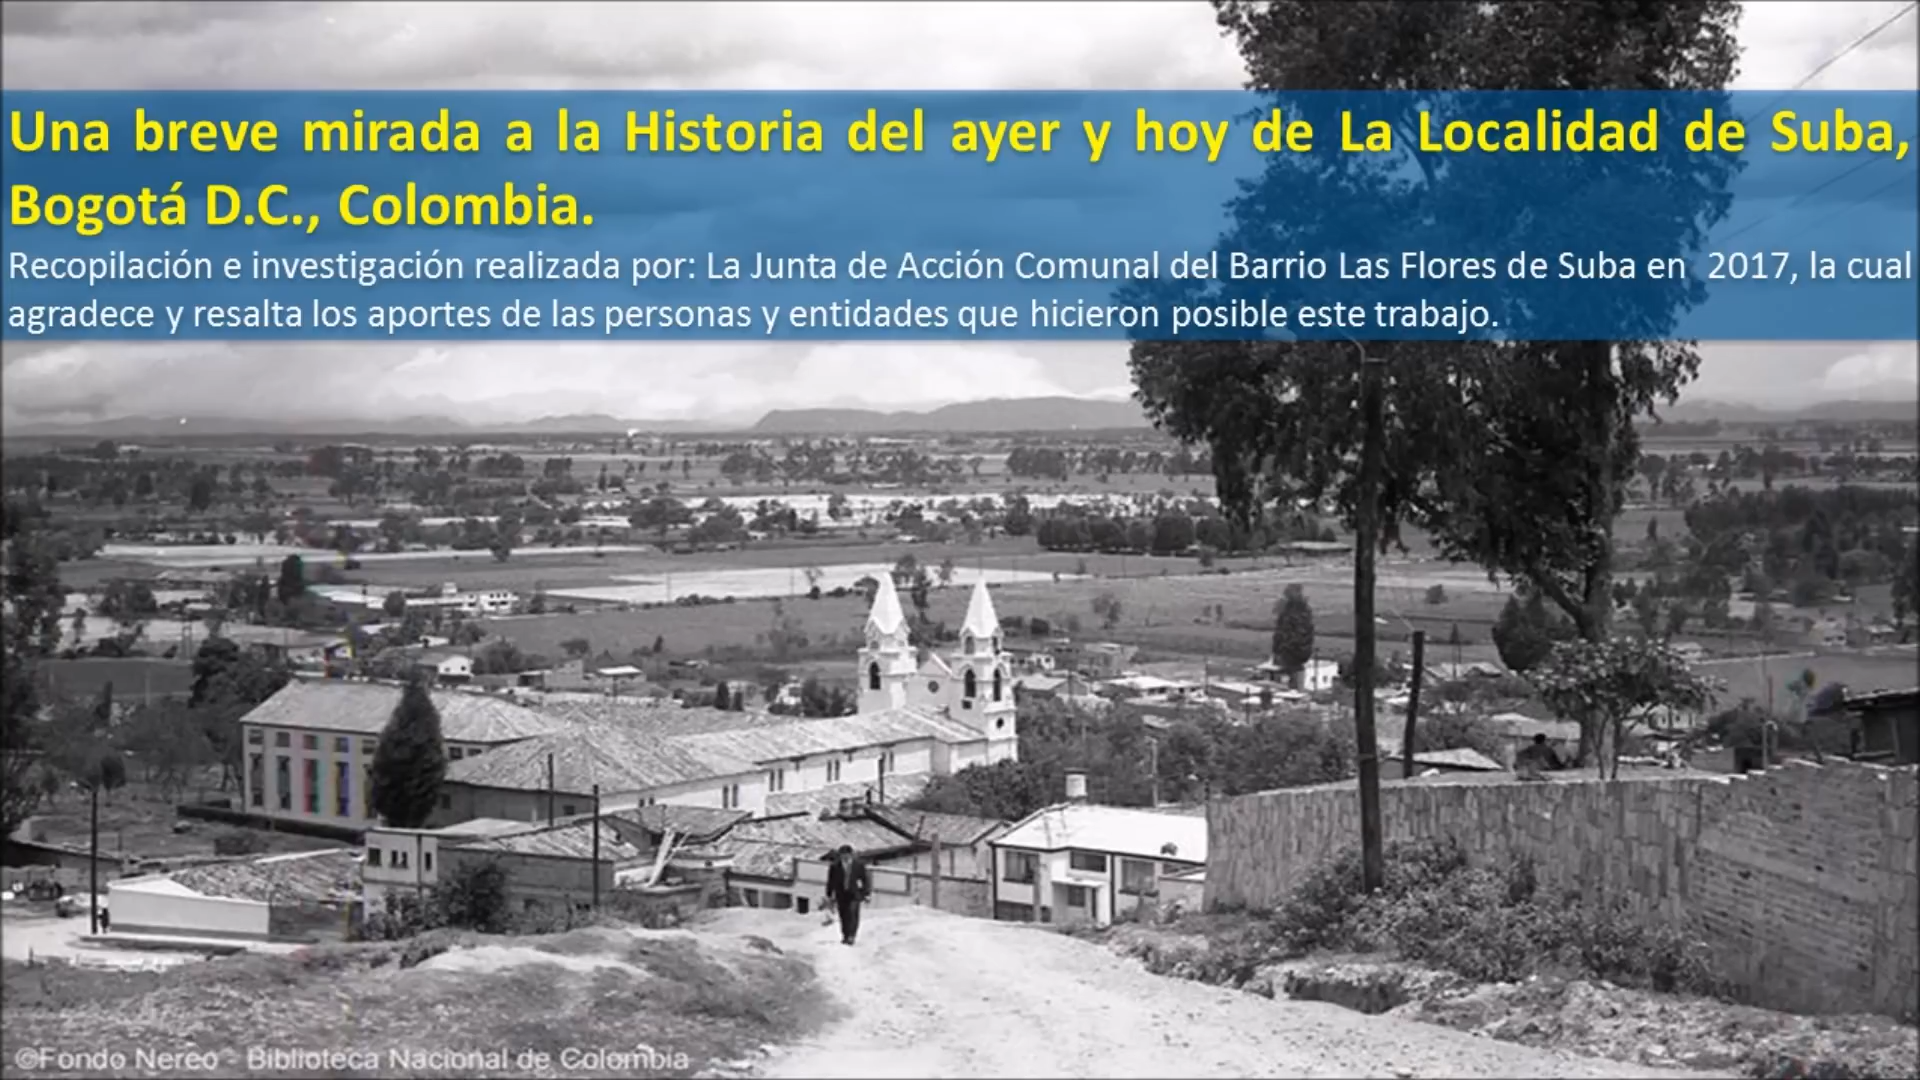 Una breve mirada a la Historia del ayer y hoy de La Localidad de Suba,
Bogotá D.C., Colombia.
Recopilación e investigación realizada por: La Junta de Acción Comunal del Barrio Las Flores de Suba en 2017, la cual
agradece y resalta los aportes de las personas y entidades que hicieron posible este trabajo.
©Fondo Nereo - Biblioteca Nacional de Colombia